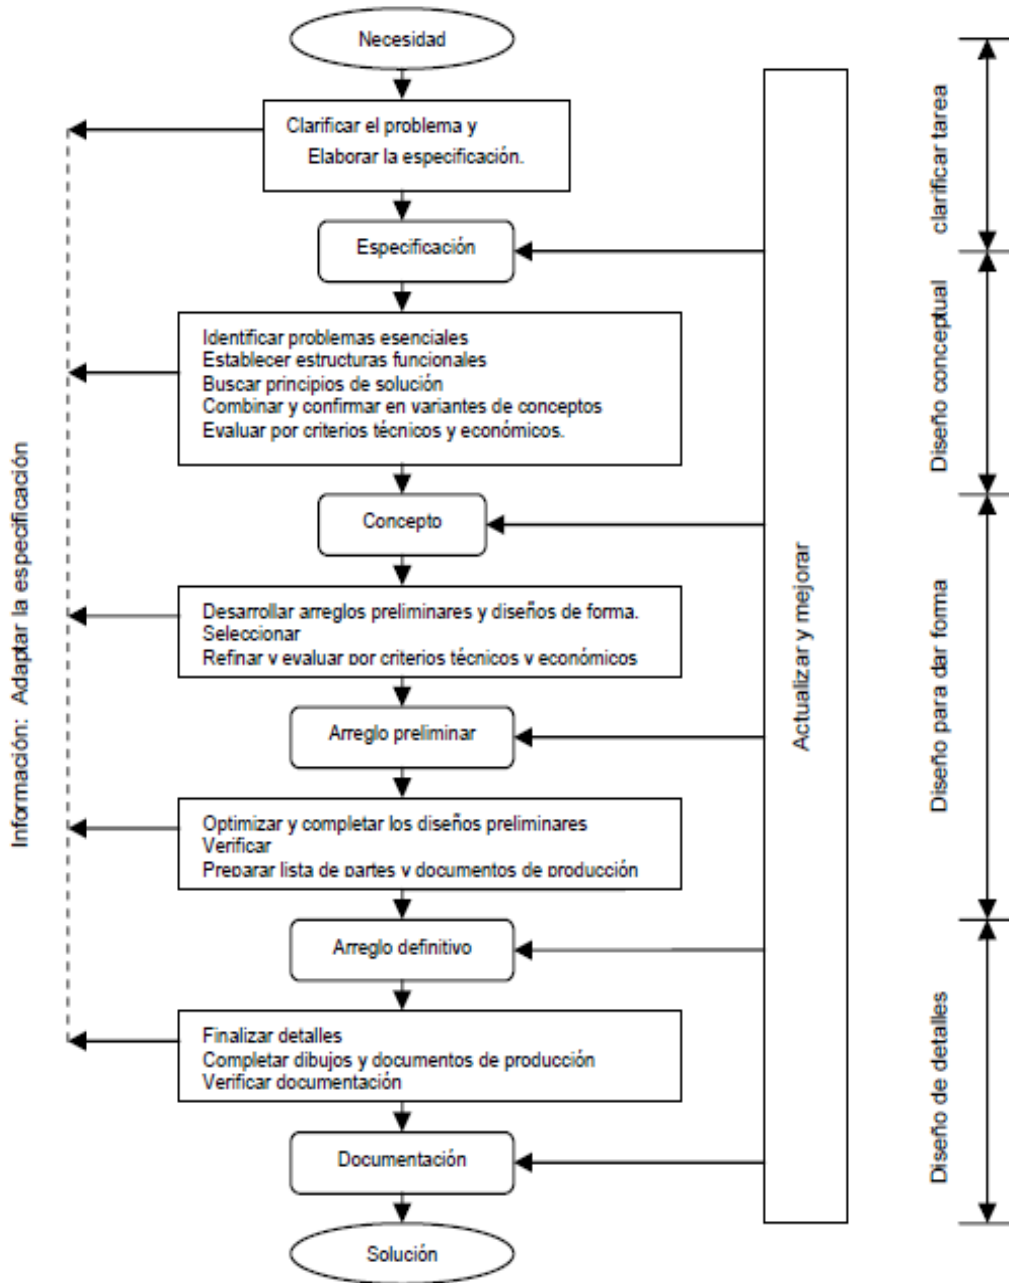 Necesidad
Clarificar el problema y
Elaborar la especificación.
Especificación
Identificar problemas esenciales
Establecer estructuras funcionales
Buscar principios de solución
Combinar y confirmar en variantes de conceptos
Evaluar por criterios técnicos y económicos.
Concepto
Desarrollar arreglos preliminares y diseños de forma.
Seleccionar
Refinar y evaluar por criterios técnicos y económicos
Arreglo preliminar
Optimizar y completar los diseños preliminares
Verificar
Preparar lista de partes y documentos de producción
Arreglo definitivo
Finalizar detalles
Completar dibujos y documentos de producción
Verificar documentación
Documentación
Solución
Información: Adaptar la especificación
Actualizar y mejorar
clarificar tarea
Diseño conceptual
Diseño para dar forma
Diseño de detalles